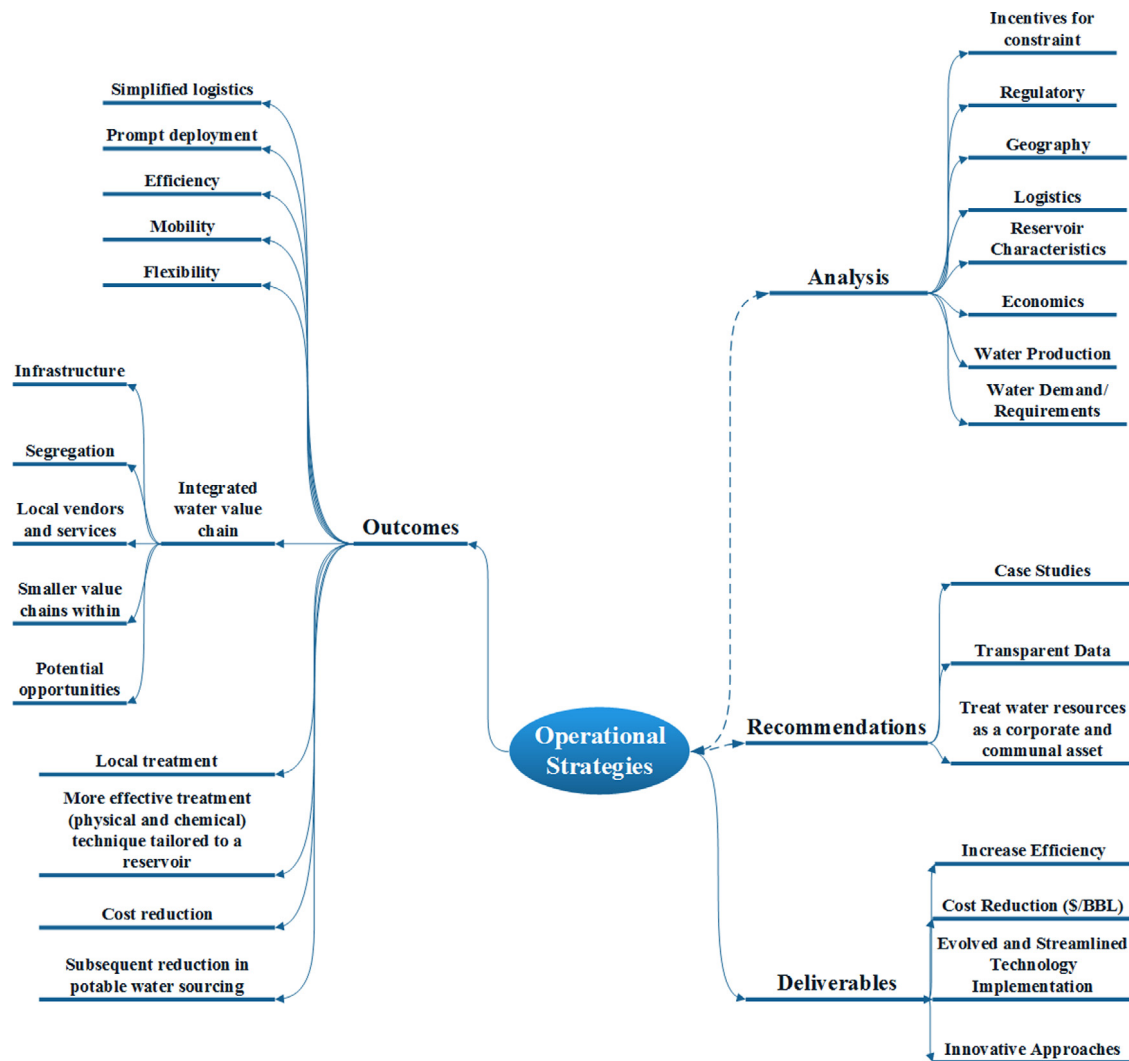 Simplified logistics
Prompt deployment
Efficiency
Mobility
Flexibility
Infrastructure
Segregation
Local vendors
and services
Smaller value
chains within
Potential
opportunities
Integrated
water value
chain
Outcomes
Local treatment
More effective treatment
(physical and chemical)
technique tailored to a
reservoir
Cost reduction
Subsequent reduction in
potable water sourcing
Operational
Strategies
Analysis
Incentives for
constraint
Regulatory
Geography
Logistics
Reservoir
Characteristics
Economics
Water Production
Water Demand/
Requirements
Recommendations
Case Studies
Transparent Data
Treat water resources
as a corporate and
communal asset
Deliverables
Increase Efficiency
Cost Reduction ($/BBL)
Evolved and Streamlined
Technology
Implementation
Innovative Approaches